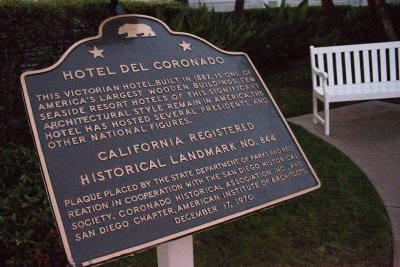 HOTEL DEL CORONADO
THIS VICTORIAN HOTEL, BUILT IN 1887, IS ONE OF
AMERICA'S LARGEST WOODEN BUILDINGS. FEW
SEASIDE RESORT HOTELS OF THIS SIGNIFICANT
ARCHITECTURAL STYLE REMAIN IN AMERICA. THE
HOTEL HAS HOSTED SEVERAL PRESIDENTS AND
OTHER NATIONAL FIGURES.
CALIFORNIA REGISTERED
HISTORICAL LANDMARK NO. 844
PLAQUE PLACED BY THE STATE DEPARTMENT OF PARKS AND REC-
REATION IN COOPERATION WITH THE SAN DIEGO HISTORICAL
SOCIETY, CORONADO HISTORICAL ASSOCIATION INC. AND
SAN DIEGO CHAPTER, AMERICAN INSTITUTE OF ARCHITECTS
DECEMBER 17, 1970.